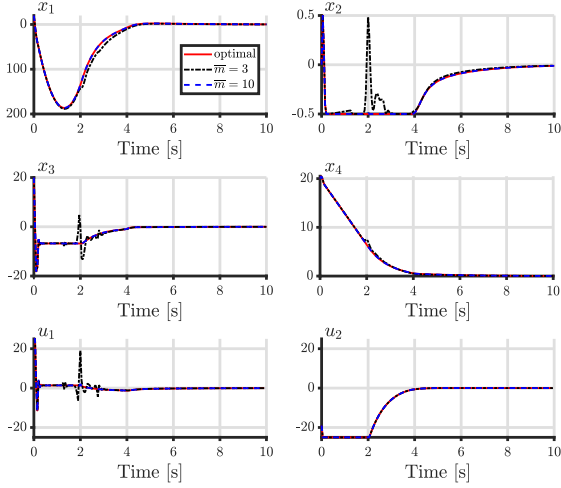 x₁ x₂
0
100
200
optimal
m̅ = 3
m̅ = 10
0 2 4 6 8 10
Time [s]
0.5
0
-0.5
0 2 4 6 8 10
Time [s]
x₃ x₄
20
0
-20
0 2 4 6 8 10
Time [s]
20
10
0
0 2 4 6 8 10
Time [s]
u₁ u₂
20
0
-20
0 2 4 6 8 10
Time [s]
20
0
-20
0 2 4 6 8 10
Time [s]